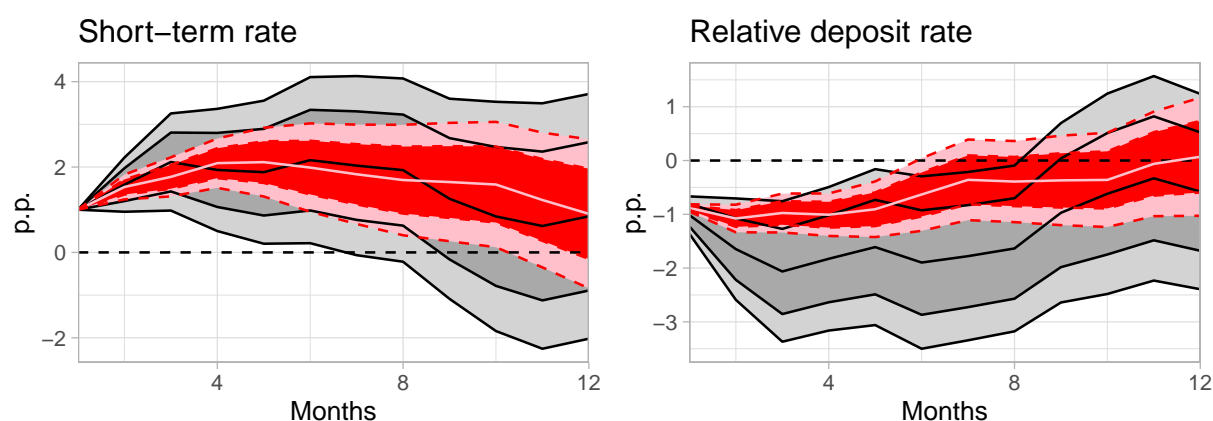 Short−term rate
p.p.
4
2
0
−2
4
8
12
Months
Relative deposit rate
p.p.
1
0
−1
−2
−3
4
8
12
Months